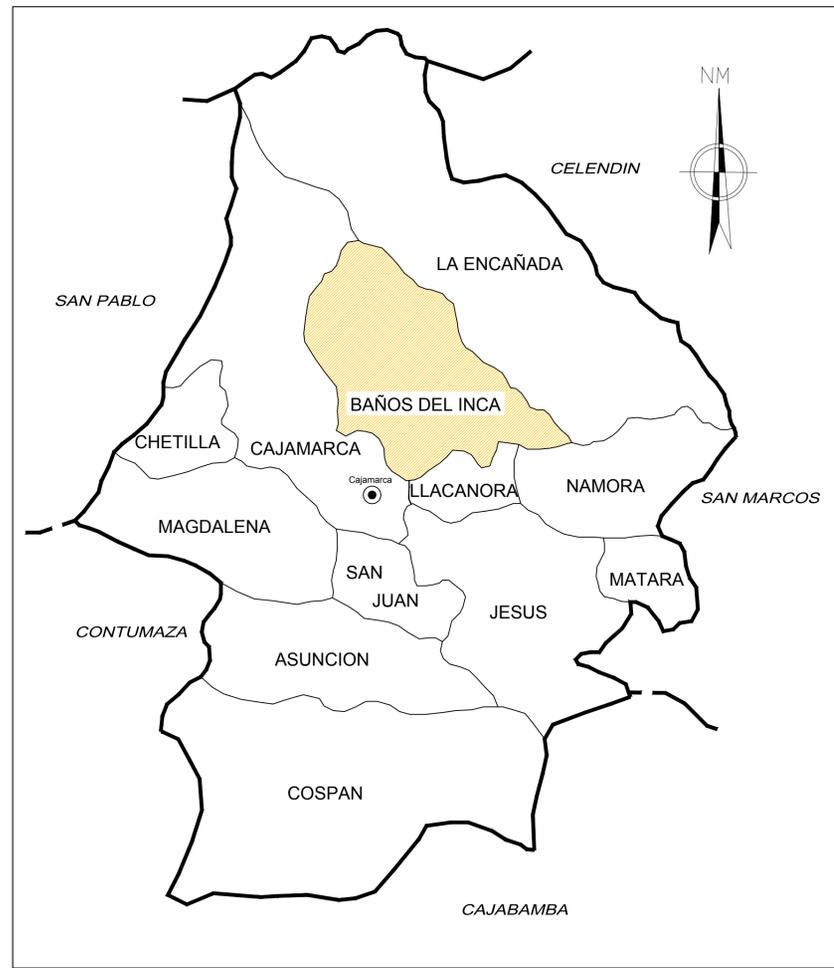 NM
CELENDIN
LA ENCAÑADA
SAN PABLO
BAÑOS DEL INCA
CHETILLA
CAJAMARCA
Cajamarca
LLACANORA
NAMORA
SAN MARCOS
MAGDALENA
SAN
JUAN
MATARA
JESUS
CONTUMAZA
ASUNCION
COSPAN
CAJABAMBA